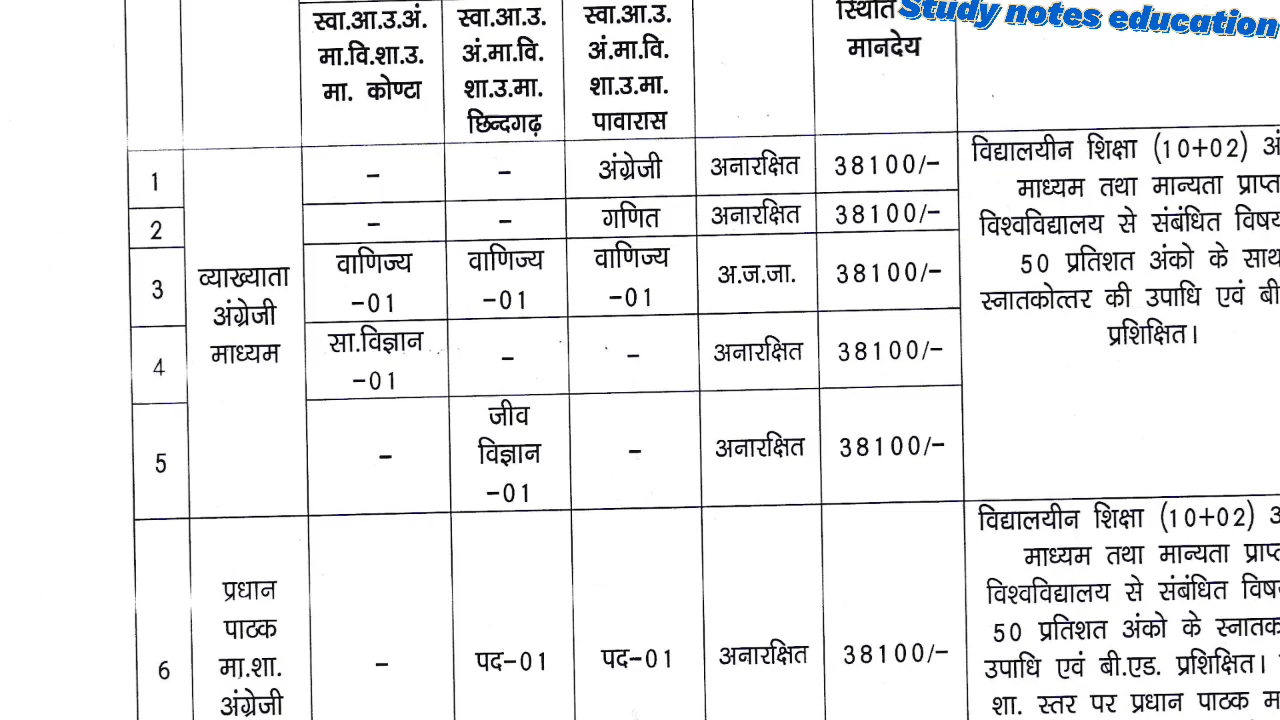 Study notes education
स्वा.आ.उ.अं.
मा.वि.शा.उ.
मा. कोण्टा
स्वा.आ.उ.
अं.मा.वि.
शा.उ.मा.
छिन्दगढ़
स्वा.आ.उ.
अं.मा.वि.
शा.उ.मा.
पावारास
मानदेय
1
व्याख्याता
अंग्रेजी
माध्यम
–
–
अंग्रेजी
अनारक्षित
38100/–
विद्यालयीन शिक्षा (10+02)
माध्यम तथा मान्यता प्राप्त
विश्वविद्यालय से संबंधित विषय
50 प्रतिशत अंको के साथ
स्नातकोत्तर की उपाधि एवं
प्रशिक्षित।
2
–
–
गणित
अनारक्षित
38100/–
3
वाणिज्य
–01
वाणिज्य
–01
वाणिज्य
–01
अ.ज.जा.
38100/–
4
सा.विज्ञान
–01
–
–
अनारक्षित
38100/–
5
–
जीव
विज्ञान
–01
–
अनारक्षित
38100/–
6
प्रधान
पाठक
मा.शा.
अंग्रेजी
–
पद–01
पद–01
अनारक्षित
38100/–
विद्यालयीन शिक्षा (10+02)
माध्यम तथा मान्यता प्राप्त
विश्वविद्यालय से संबंधित
50 प्रतिशत अंको के
उपाधि एवं बी.एड. प्रशिक्षित।
शा. स्तर पर प्रधान पाठक